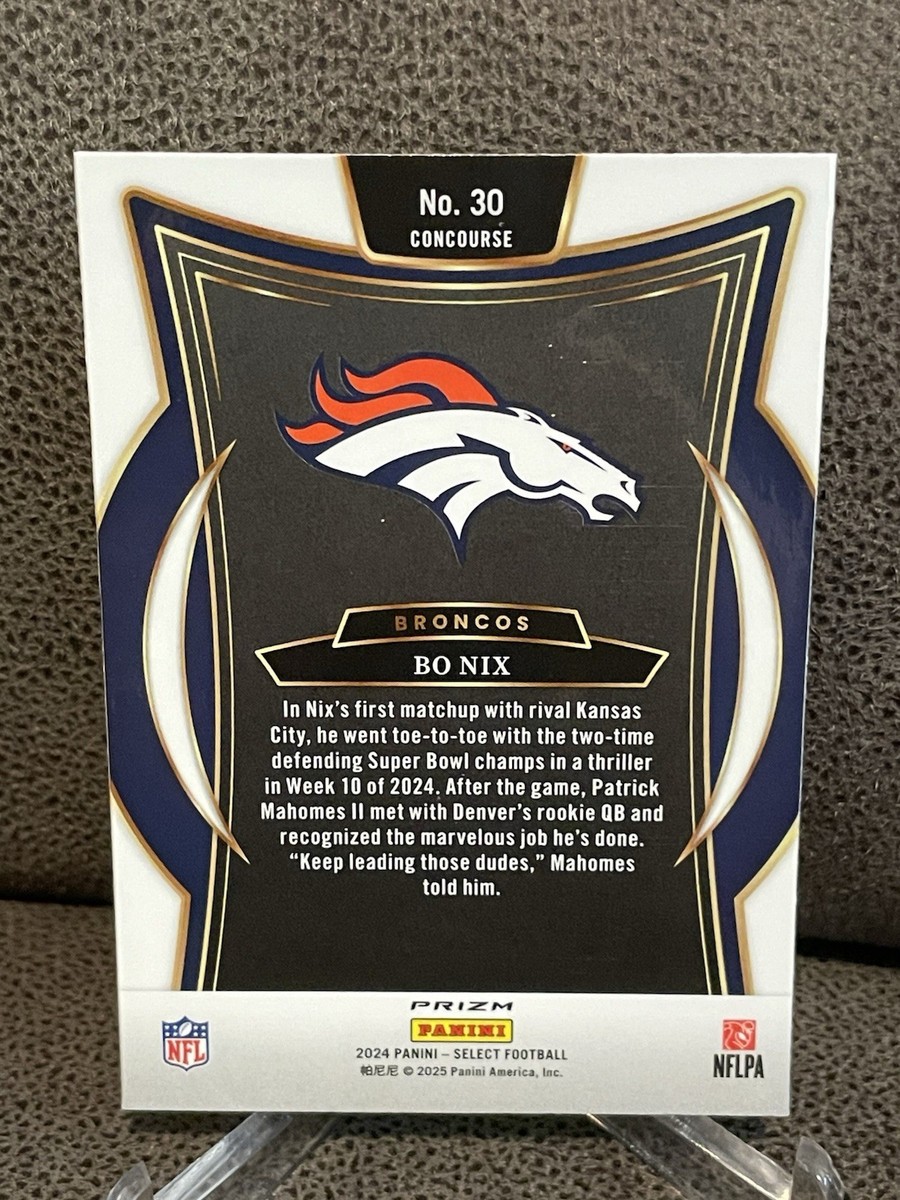 No. 30
CONCOURSE
BRONCOS
BO NIX
In Nix's first matchup with rival Kansas
City, he went toe-to-toe with the two-time
defending Super Bowl champs in a thriller
in Week 10 of 2024. After the game, Patrick
Mahomes II met with Denver's rookie QB and
recognized the marvelous job he's done.
“Keep leading those dudes,” Mahomes
told him.
PRIZM
PANINI
NFL
2024 PANINI – SELECT FOOTBALL
帕尼尼 © 2025 Panini America, Inc.
NFLPA